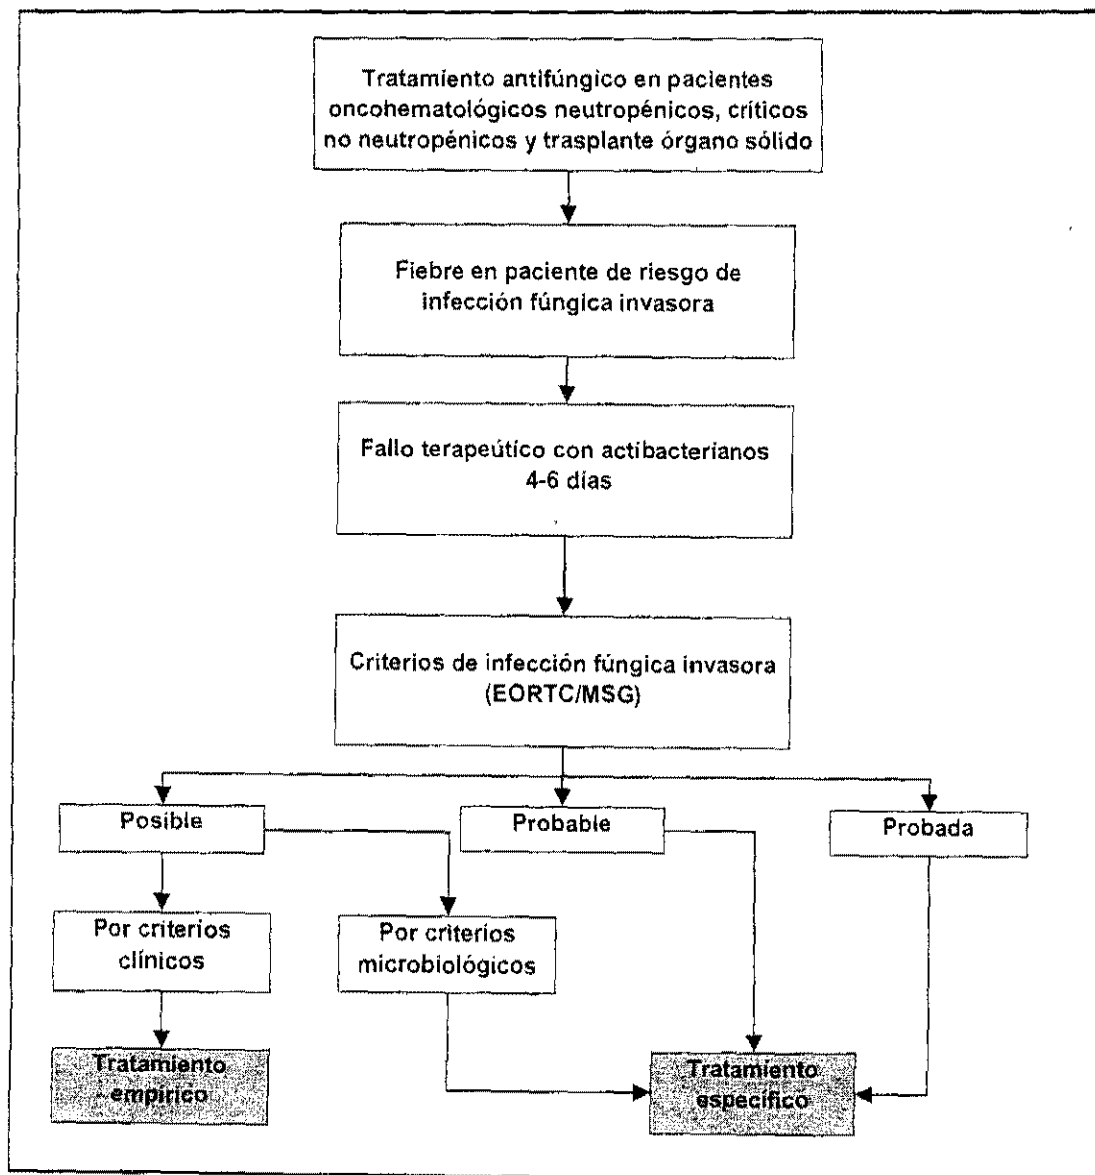 Tratamiento antifúngico en pacientes
oncohematológicos neutropénicos, críticos
no neutropénicos y trasplante órgano sólido
Fiebre en paciente de riesgo de
infección fúngica invasora
Fallo terapeútico con actibacterianos
4-6 días
Criterios de infección fúngica invasora
(EORTC/MSG)
Posible
Probable
Probada
Por criterios
clínicos
Por criterios
microbiológicos
Tratamiento
empírico
Tratamiento
específico